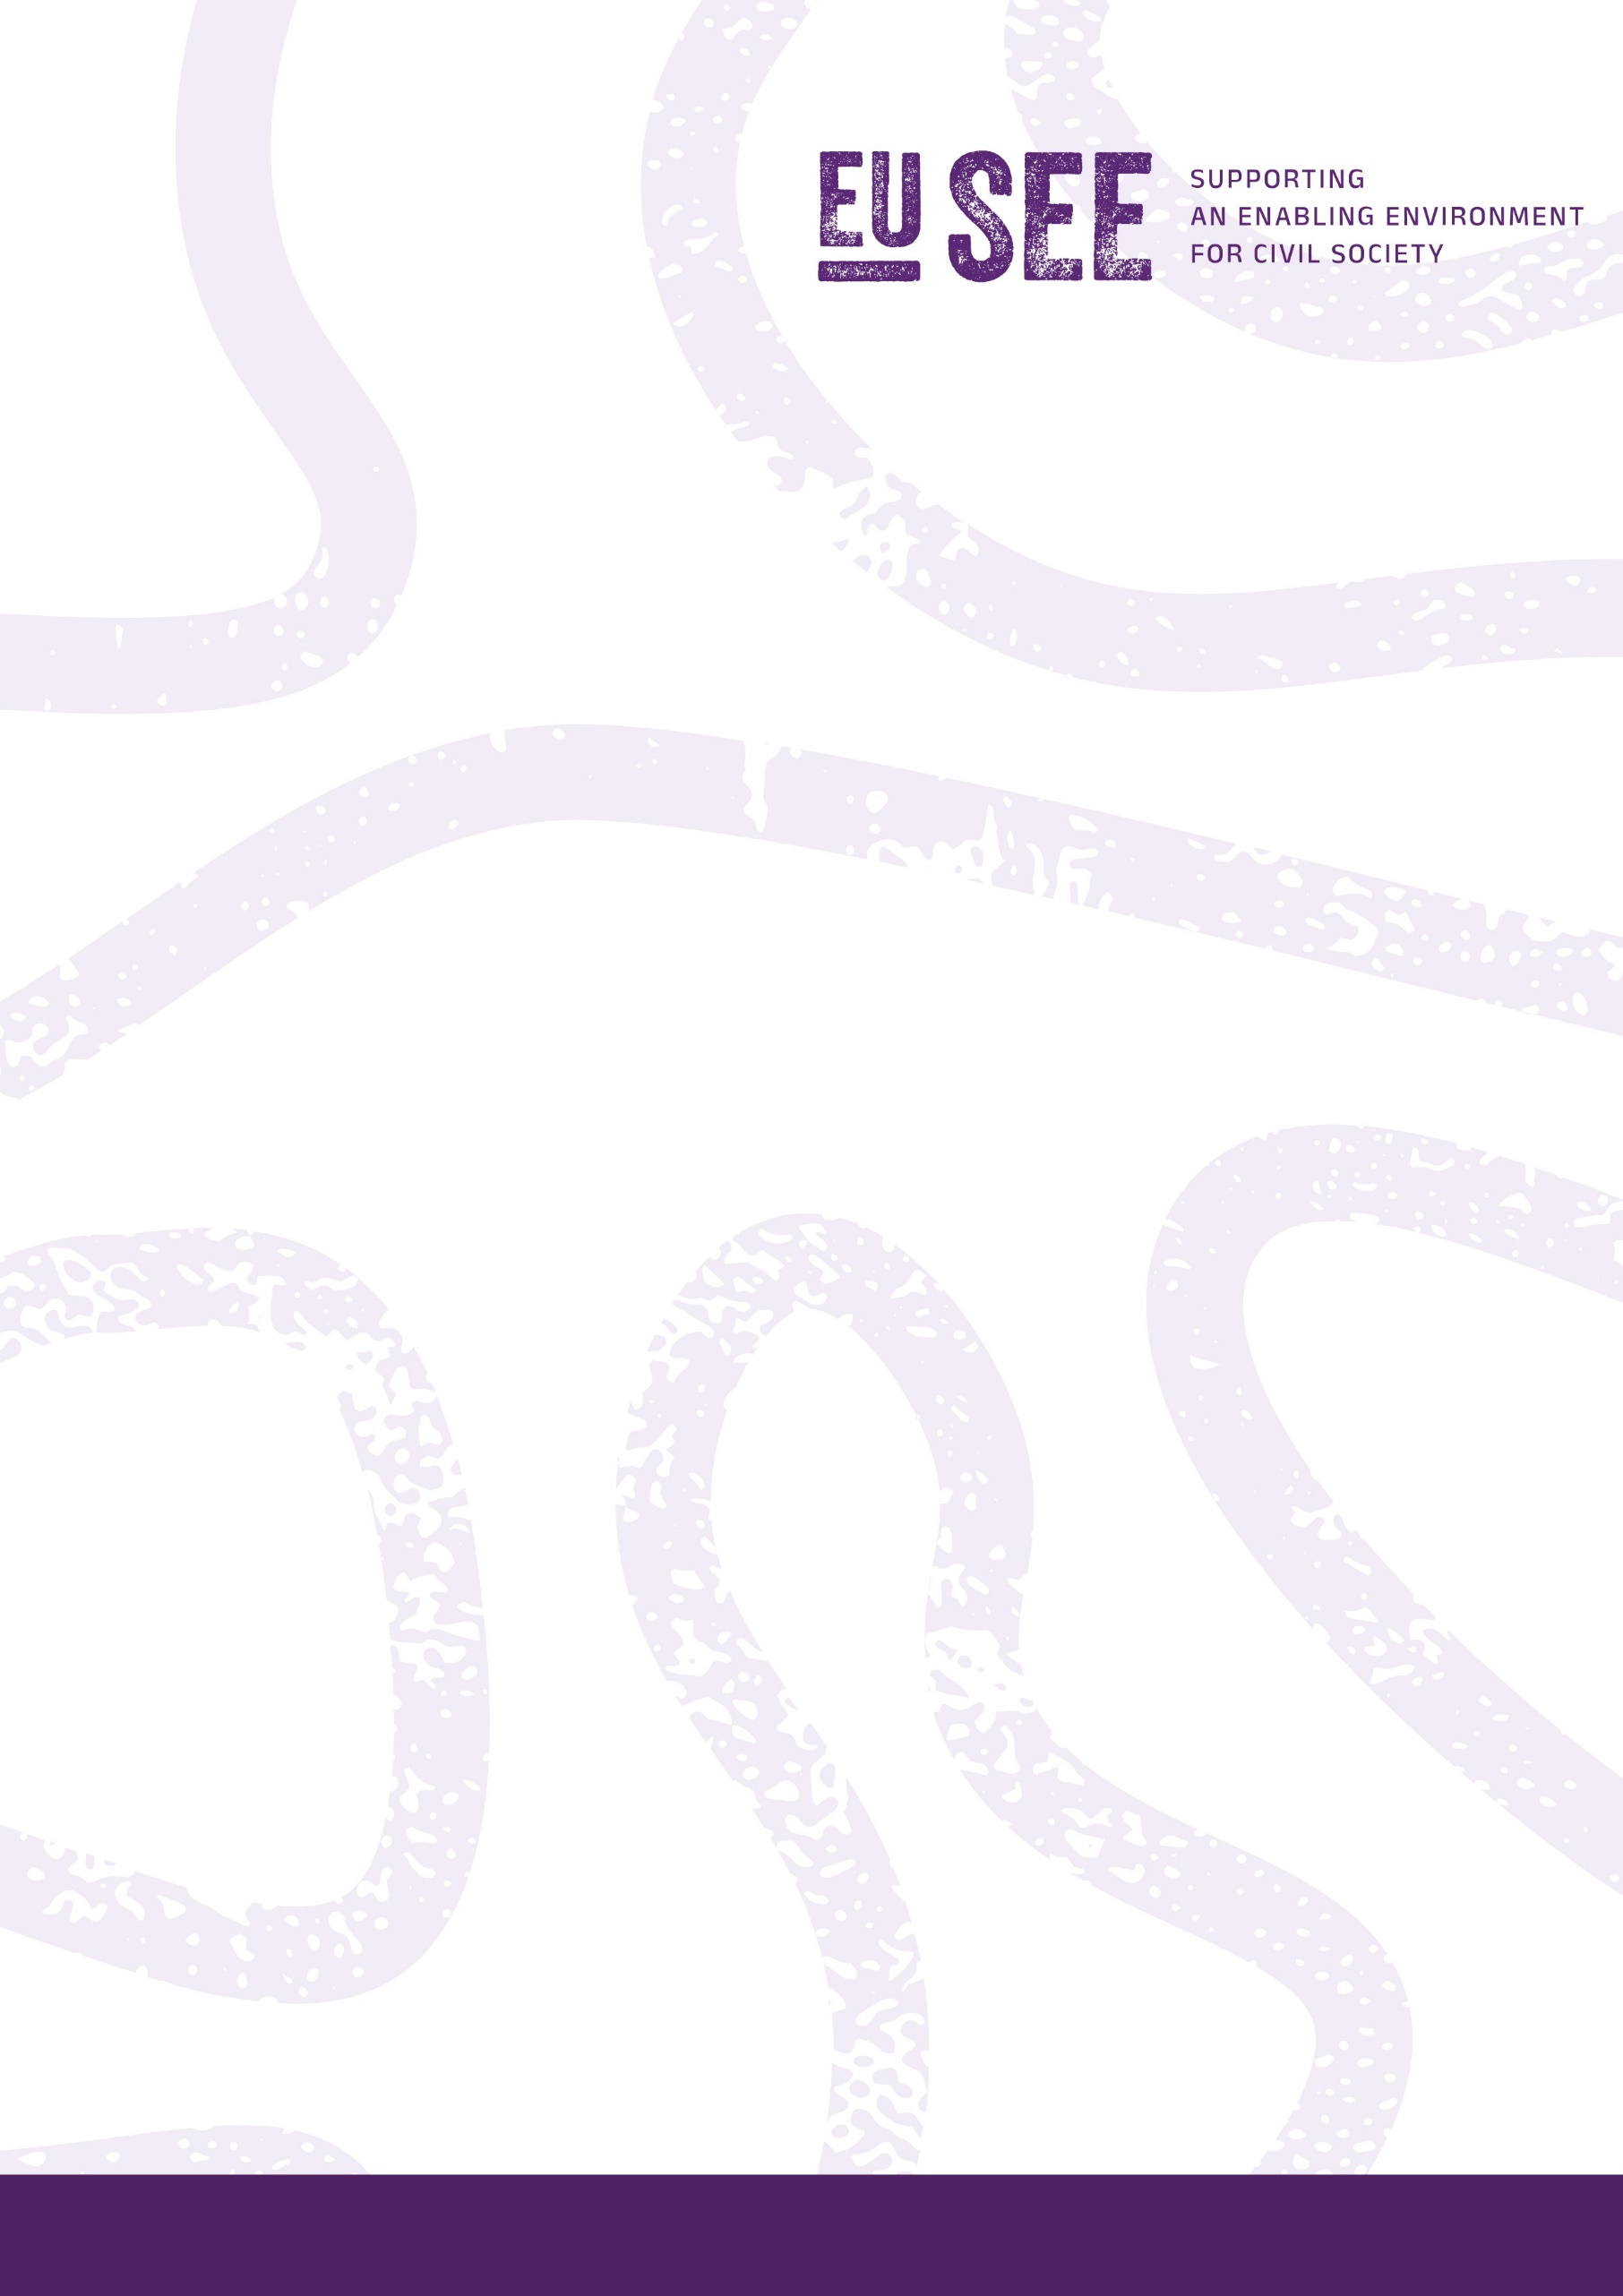 EU SEE
SUPPORTING
AN ENABLING ENVIRONMENT
FOR CIVIL SOCIETY